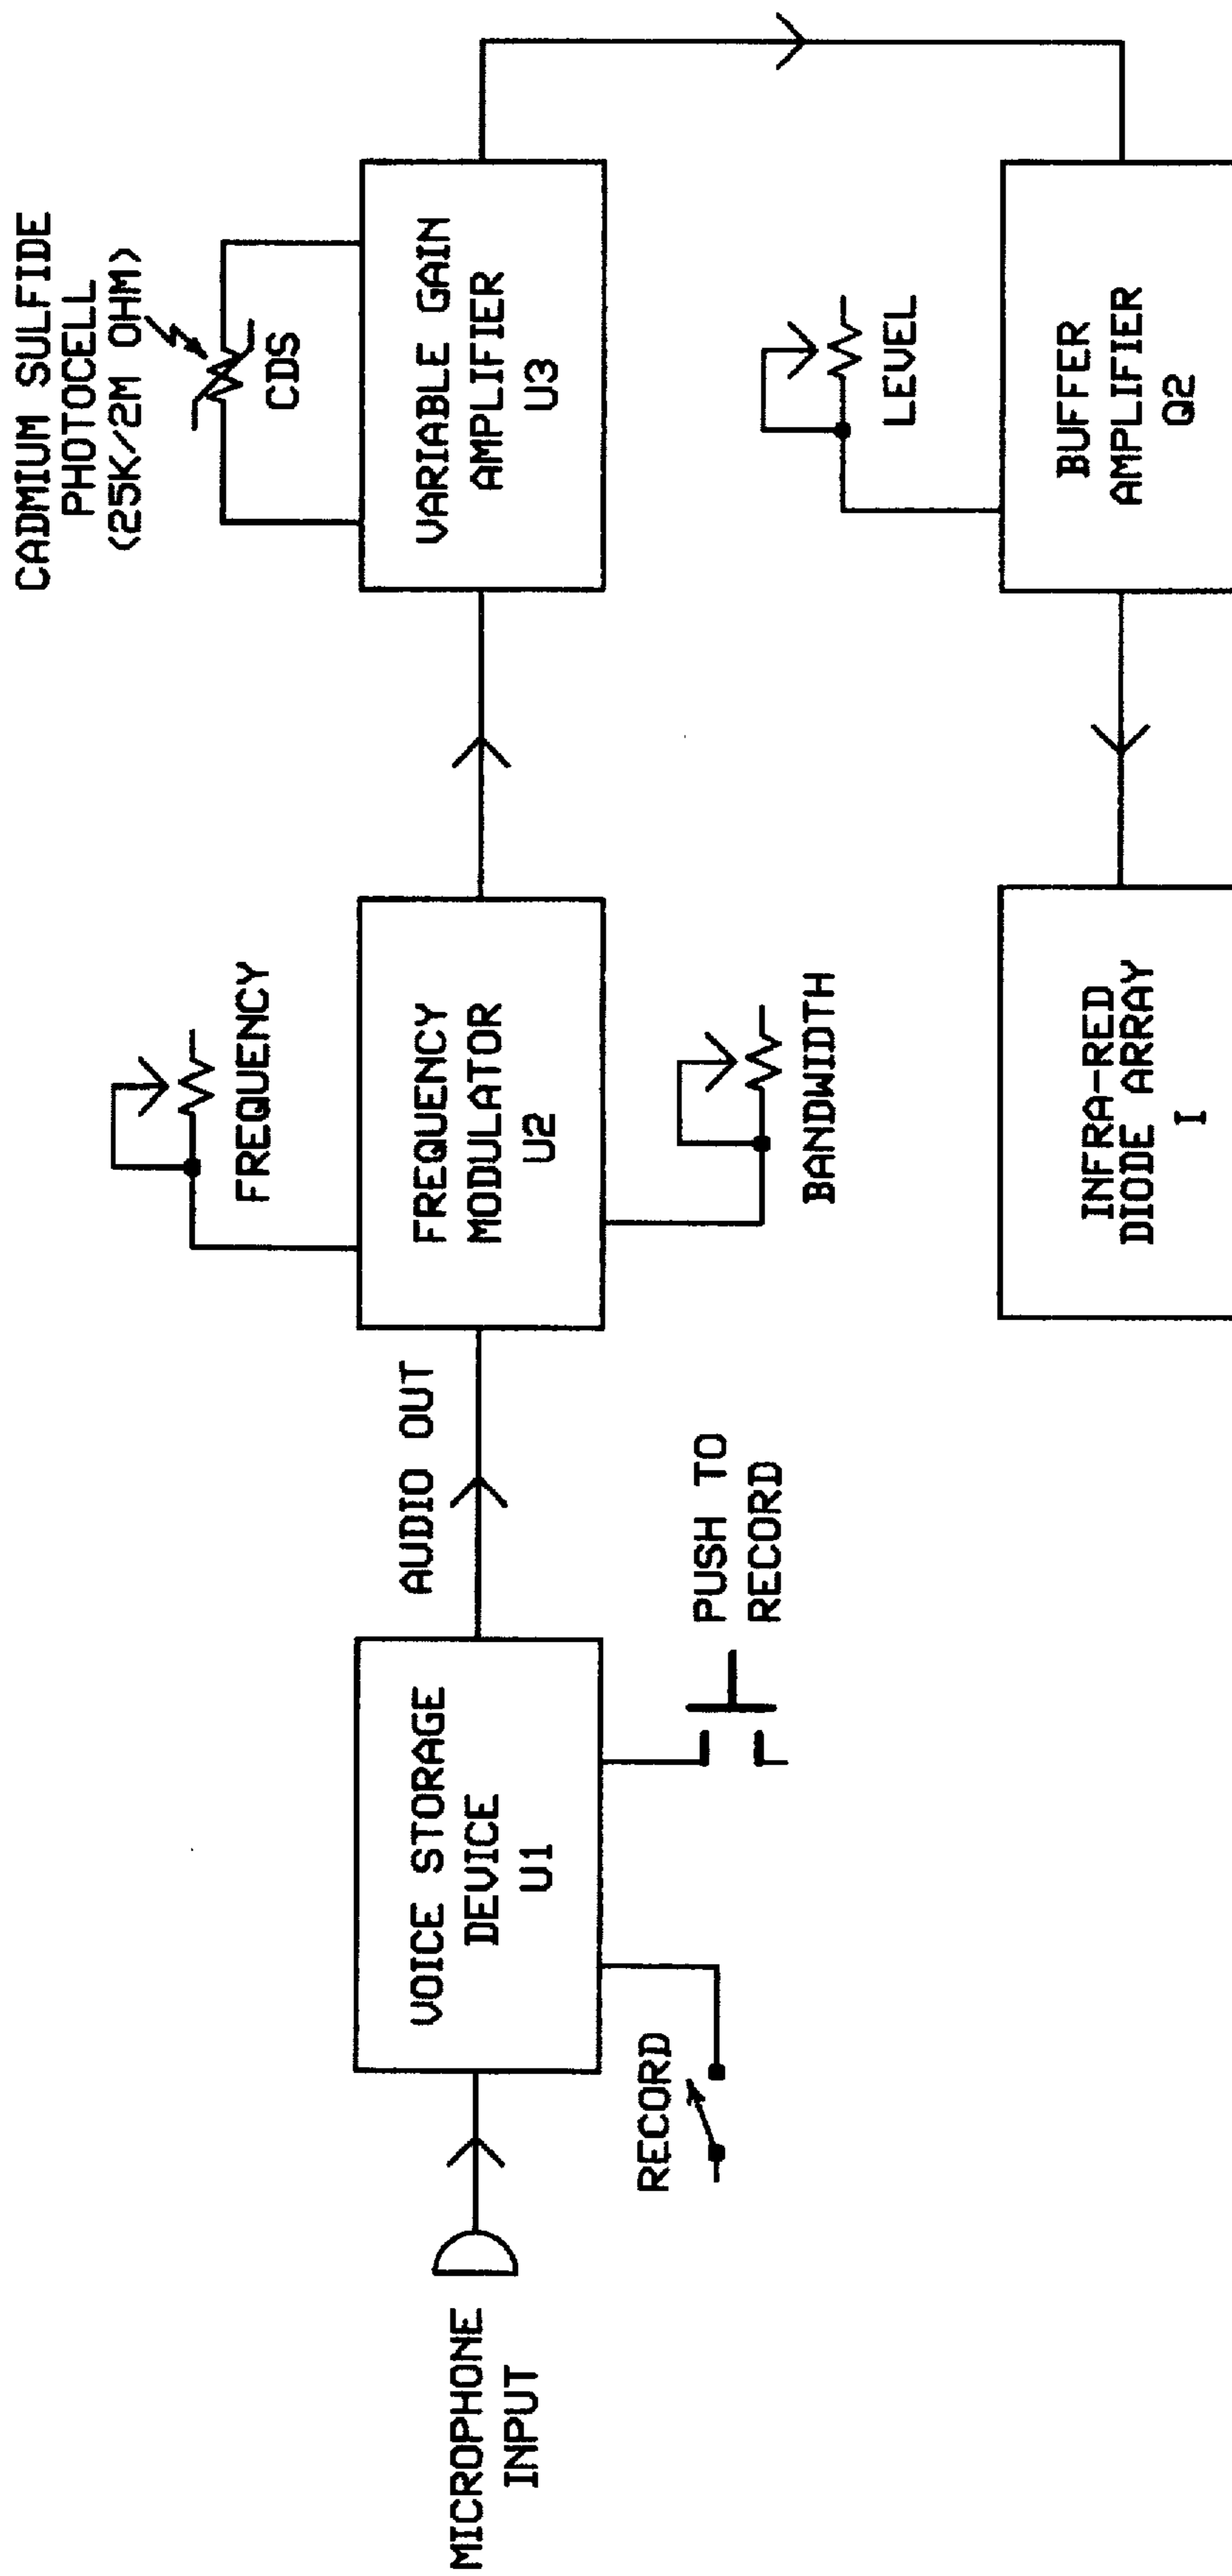 CADMIUM SULFIDE
PHOTOCELL
(25K/2M OHM)
CDS
FREQUENCY
MICROPHONE
INPUT
VOICE STORAGE
DEVICE
U1
AUDIO OUT
FREQUENCY
MODULATOR
U2
VARIABLE GAIN
AMPLIFIER
U3
RECORD
PUSH TO
RECORD
BANDWIDTH
LEVEL
INFRA-RED
DIODE ARRAY
I
BUFFER
AMPLIFIER
Q2